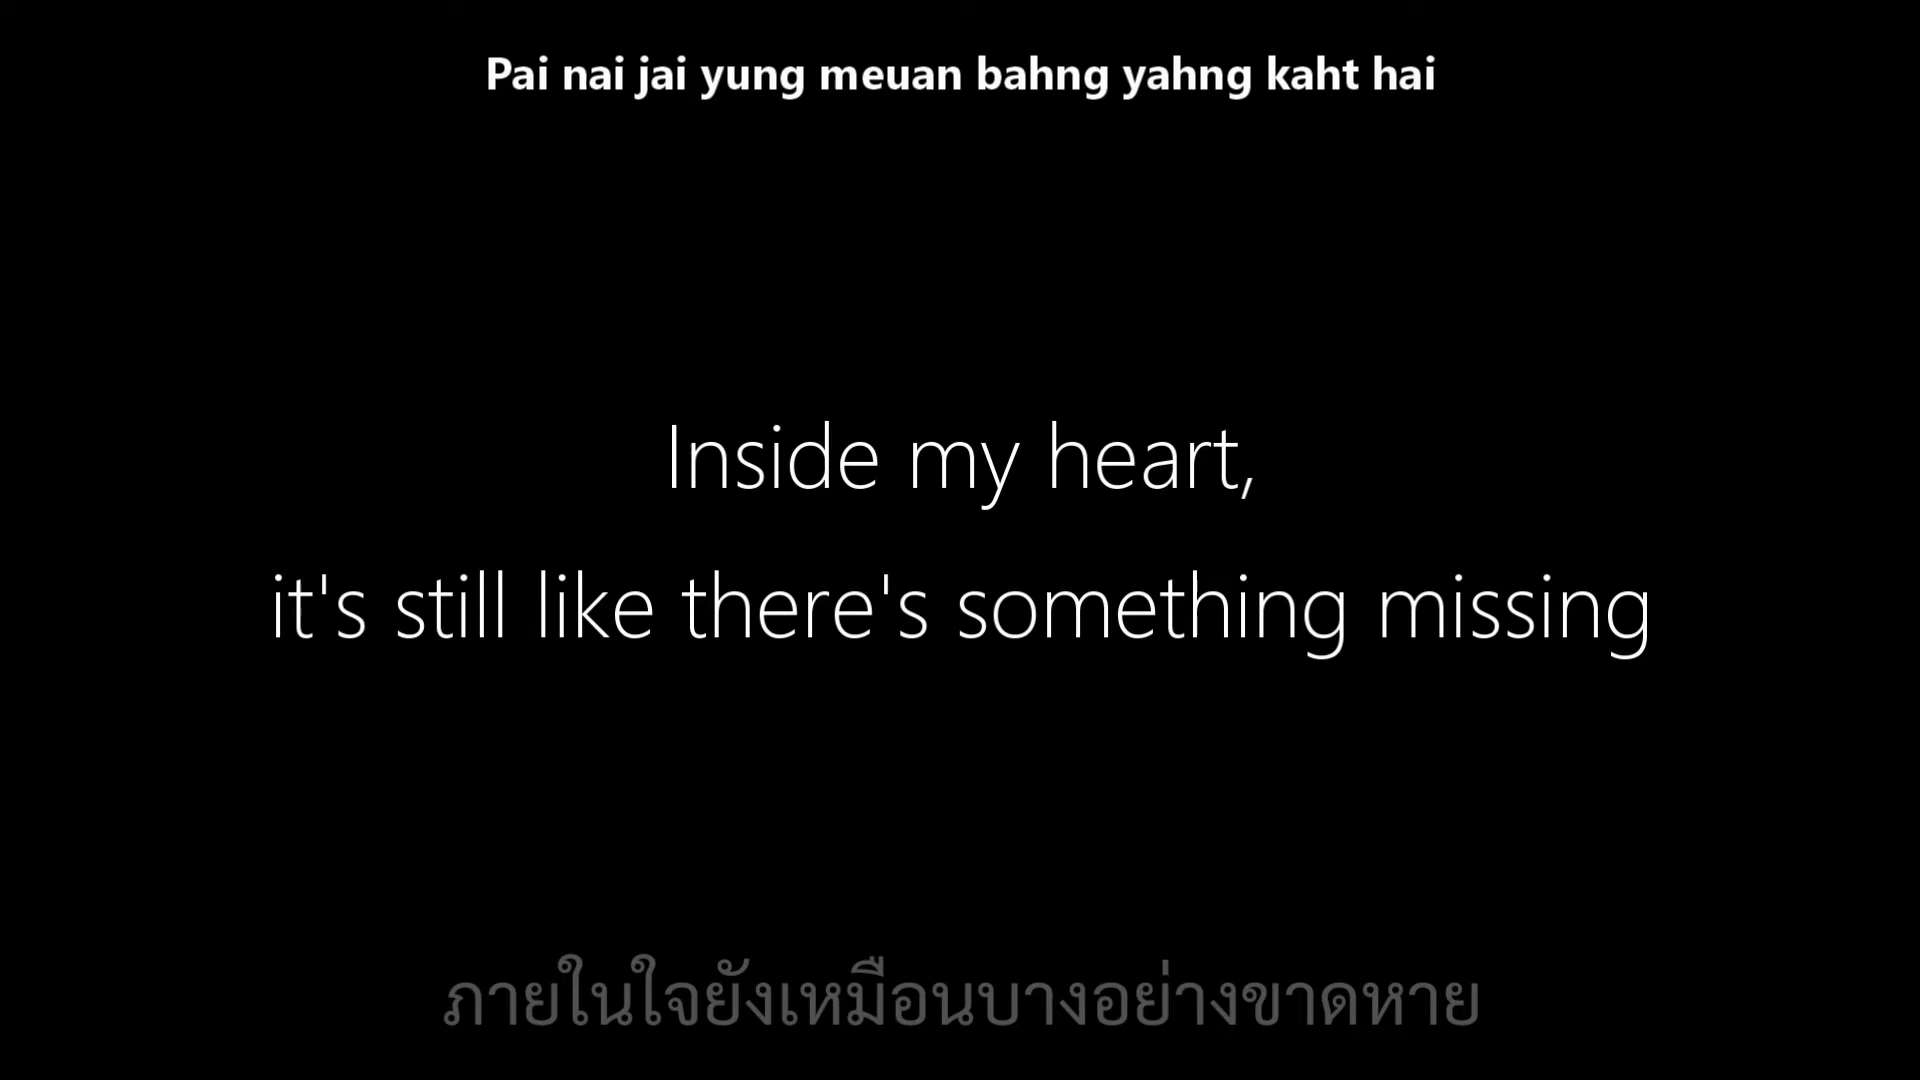 Pai nai jai yung meuan bahng yahng kaht hai
Inside my heart,
it's still like there's something missing
ภายในใจยังเหมือนบางอย่างขาดหาย